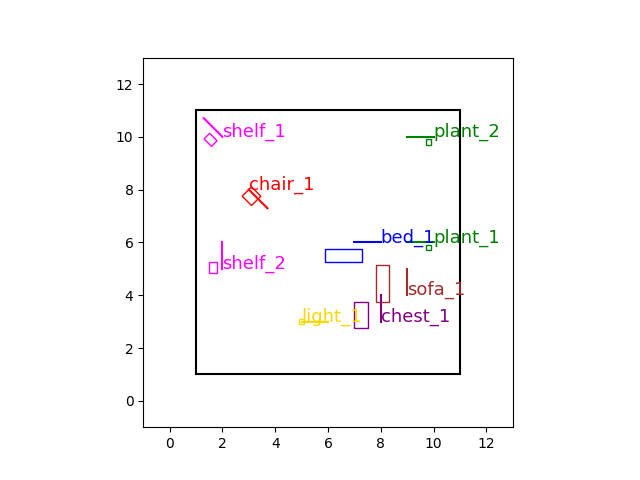 12
10
8
6
4
2
0
shelf_1
plant_2
chair_1
bed_1
plant_1
shelf_2
sofa_1
light_1
chest_1
0
2
4
6
8
10
12